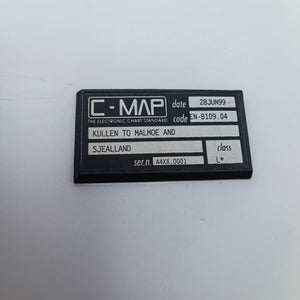 C-MAP date 28JUN99
THE ELECTRONIC CHART STANDARD code EN-B109.04
KULLEN TO MALMOE AND
SJEALLAND class
ser.n. A4XX.0001 L*